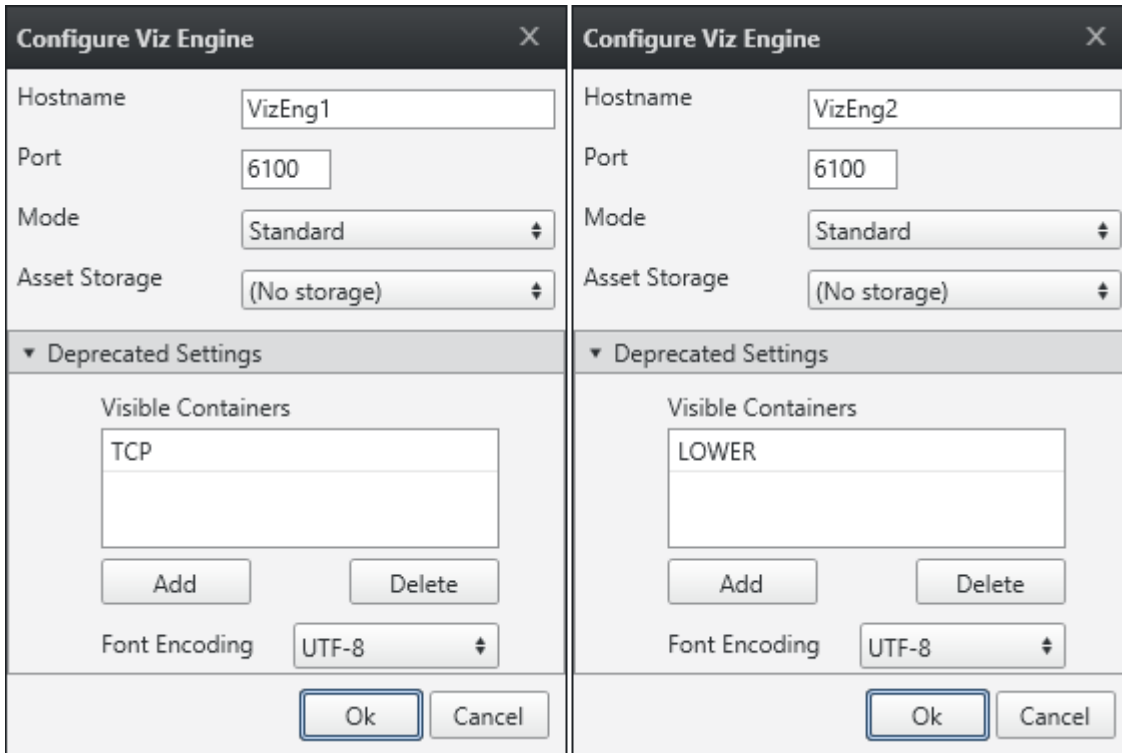 Configure Viz Engine X
Hostname VizEng1
Port 6100
Mode Standard
Asset Storage (No storage)
Deprecated Settings
Visible Containers
TCP
Add Delete
Font Encoding UTF-8
Ok Cancel
Configure Viz Engine X
Hostname VizEng2
Port 6100
Mode Standard
Asset Storage (No storage)
Deprecated Settings
Visible Containers
LOWER
Add Delete
Font Encoding UTF-8
Ok Cancel